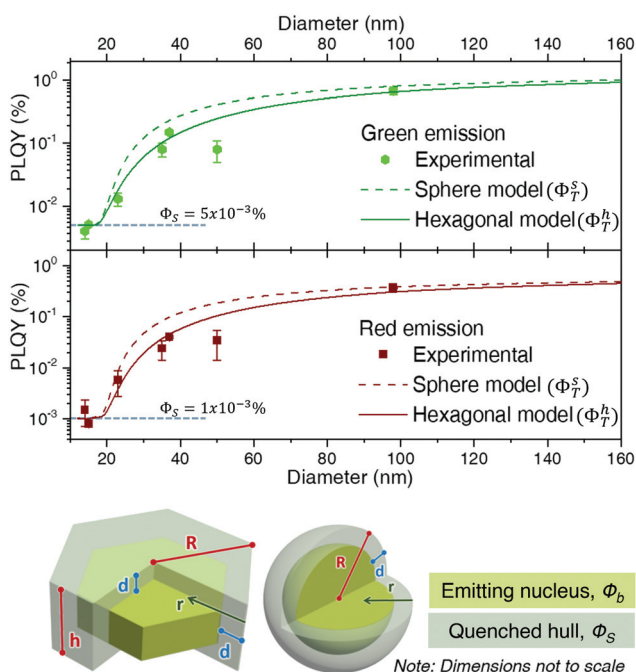 Diameter (nm)
20 40 60 80 100 120 140 160
PLQY (%)
10⁰
10⁻¹
10⁻²
Φ_S = 5x10⁻³%
Green emission
Experimental
Sphere model (Φ_T^s)
Hexagonal model (Φ_T^h)
PLQY (%)
10⁰
10⁻¹
10⁻²
10⁻³
Φ_S = 1x10⁻³%
Red emission
Experimental
Sphere model (Φ_T^s)
Hexagonal model (Φ_T^h)
20 40 60 80 100 120 140 160
Diameter (nm)
R
d
r
h
d
R
d
r
Emitting nucleus, Φ_b
Quenched hull, Φ_S
Note: Dimensions not to scale